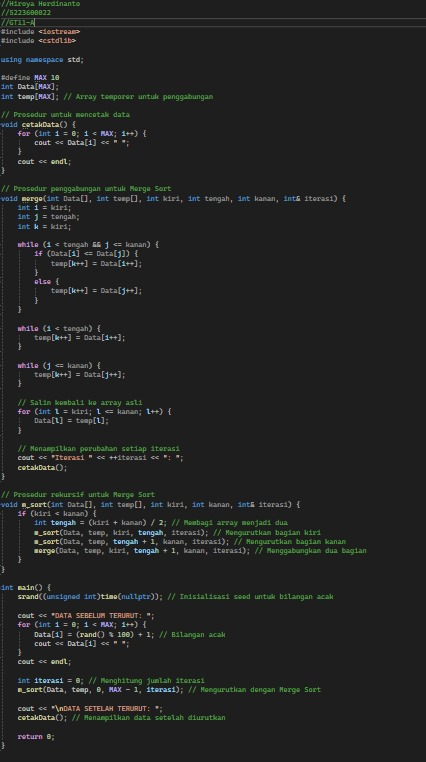 //Hiroya Herdinanto
//5223600022
//GT11-A
#include <iostream>
#include <cstdlib>
using namespace std;
#define MAX 10
int Data[MAX];
int temp[MAX]; // Array temporer untuk penggabungan
// Prosedur untuk mencetak data
void cetakData() {
for (int i = 0; i < MAX; i++) {
cout << Data[i] << " ";
}
cout << endl;
}
// Prosedur penggabungan untuk Merge Sort
void merge(int Data[], int temp[], int kiri, int tengah, int kanan, int& iterasi) {
int i = kiri;
int j = tengah;
int k = kiri;
while (i < tengah && j <= kanan) {
if (Data[i] <= Data[j]) {
temp[k++] = Data[i++];
}
else {
temp[k++] = Data[j++];
}
}
while (i < tengah) {
temp[k++] = Data[i++];
}
while (j <= kanan) {
temp[k++] = Data[j++];
}
// Salin kembali ke array asli
for (int l = kiri; l <= kanan; l++) {
Data[l] = temp[l];
}
// Menampilkan perubahan setiap iterasi
cout << "Iterasi " << ++iterasi << ": ";
cetakData();
}
// Prosedur rekursif untuk Merge Sort
void m_sort(int Data[], int temp[], int kiri, int kanan, int& iterasi) {
if (kiri < kanan) {
int tengah = (kiri + kanan) / 2; // Membagi array menjadi dua
m_sort(Data, temp, kiri, tengah, iterasi); // Mengurutkan bagian kiri
m_sort(Data, temp, tengah + 1, kanan, iterasi); // Mengurutkan bagian kanan
merge(Data, temp, kiri, tengah + 1, kanan, iterasi); // Menggabungkan dua bagian
}
}
int main() {
srand((unsigned int)time(nullptr)); // Inisialisasi seed untuk bilangan acak
cout << "DATA SEBELUM TERURUT: ";
for (int i = 0; i < MAX; i++) {
Data[i] = (rand() % 100) + 1; // Bilangan acak
cout << Data[i] << " ";
}
cout << endl;
int iterasi = 0; // Menghitung jumlah iterasi
m_sort(Data, temp, 0, MAX - 1, iterasi); // Mengurutkan dengan Merge Sort
cout << "\nDATA SETELAH TERURUT: ";
cetakData(); // Menampilkan data setelah diurutkan
return 0;
}